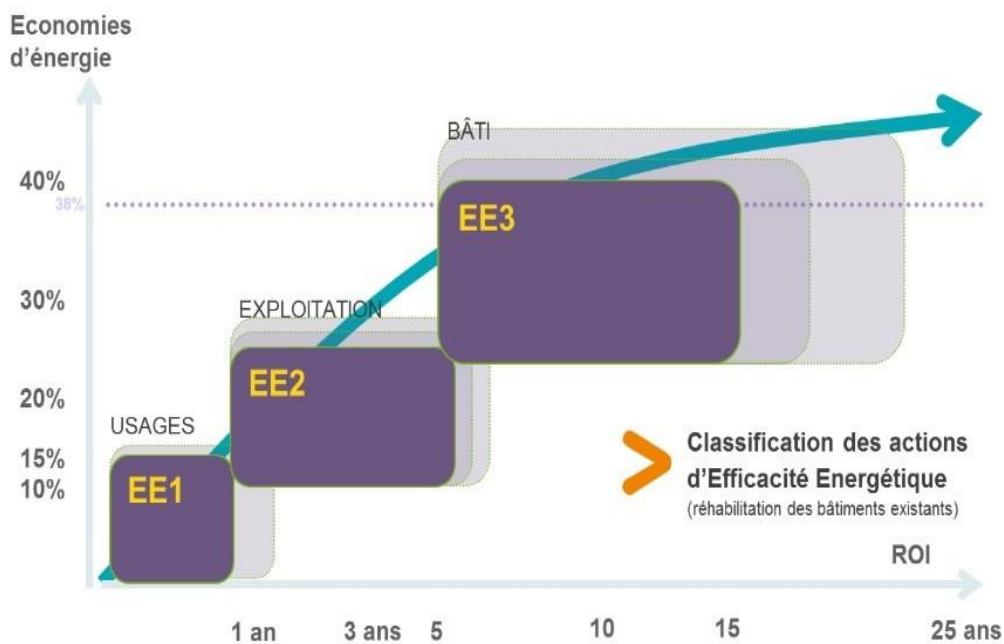 Economies
d'énergie
BÂTI
40%
38%
EE3
30%
EXPLOITATION
EE2
20%
USAGES
15%
10%
EE1
Classification des actions
d'Efficacité Energétique
(réhabilitation des bâtiments existants)
ROI
1 an 3 ans 5 10 15 25 ans